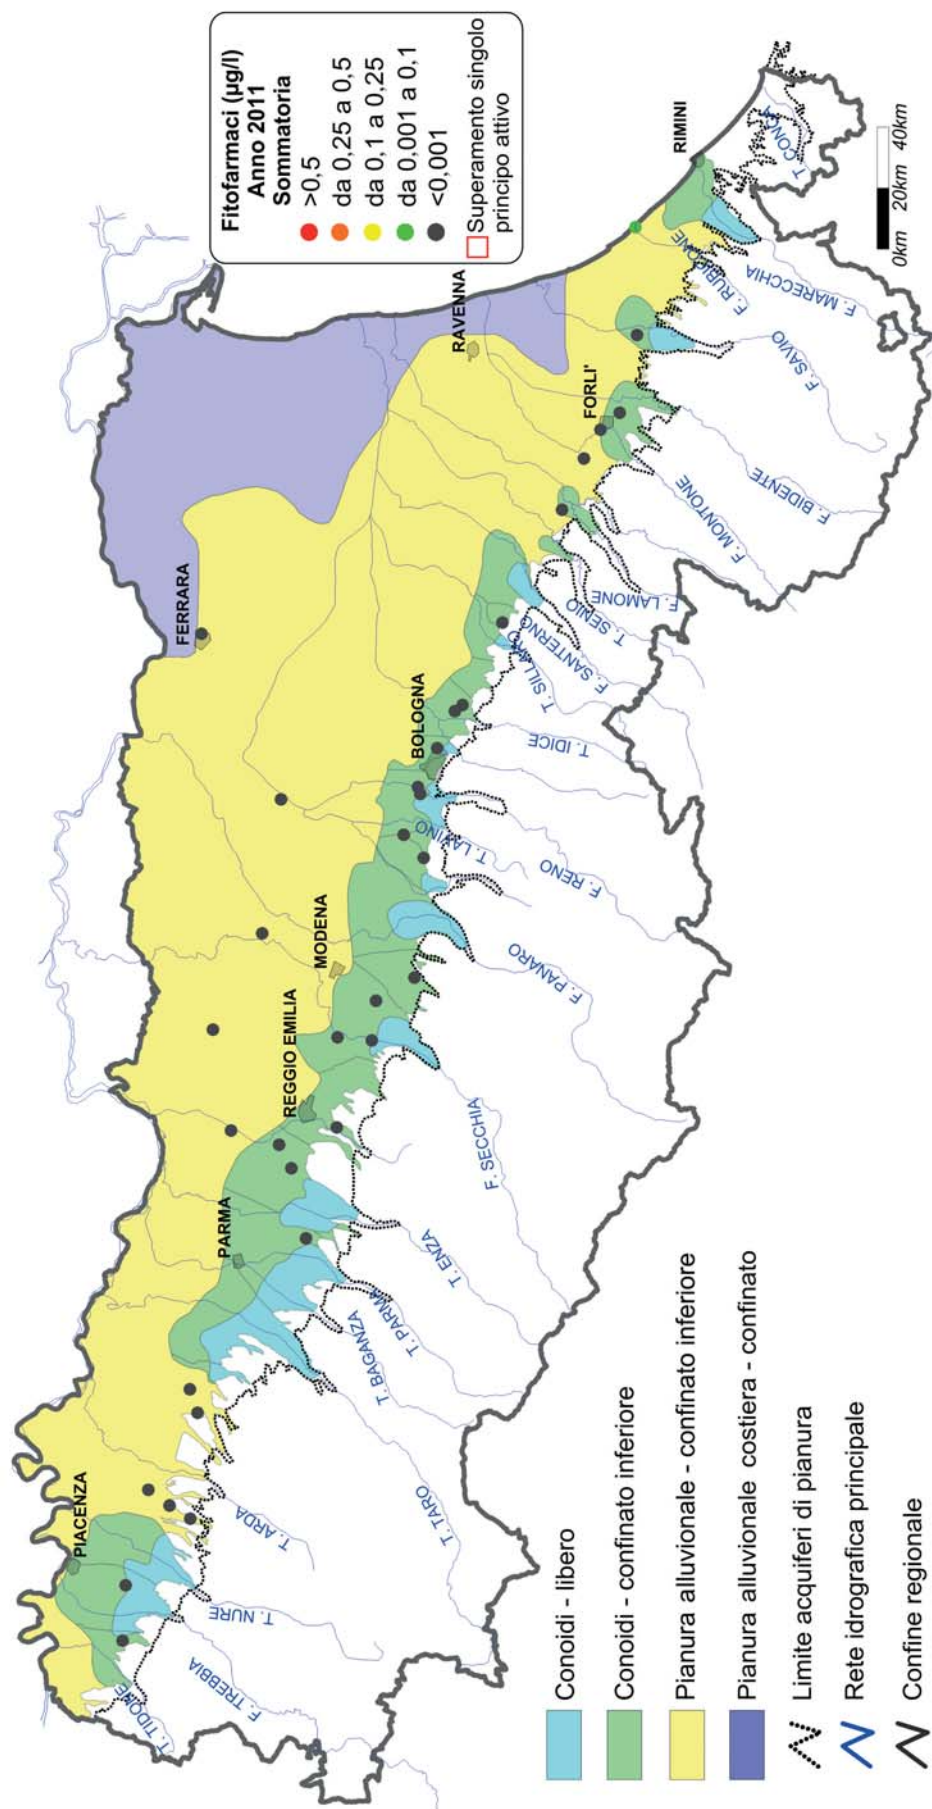 Fitofarmaci (µg/l)
Anno 2011
Sommatoria
>0,5
da 0,25 a 0,5
da 0,1 a 0,25
da 0,001 a 0,1
<0,001
Superamento singolo
principo attivo
PIACENZA
PARMA
REGGIO EMILIA
MODENA
BOLOGNA
FERRARA
RAVENNA
FORLI'
RIMINI
T. TIDONE
F. TREBBIA
T. NURE
T. ARDA
T. TARO
T. BAGANZA
T. PARMA
T. ENZA
F. SECCHIA
F. PANARO
T. LAVINO
F. RENO
T. IDICE
T. SILLARO
F. SANTERNO
T. SENIO
F. LAMONE
F. MONTONE
F. BIDENTE
F. SAVIO
F. RUBICONE
F. MARECCHIA
T. CONCA
0km 20km 40km
Conoidi - libero
Conoidi - confinato inferiore
Pianura alluvionale - confinato inferiore
Pianura alluvionale costiera - confinato
Limite acquiferi di pianura
Rete idrografica principale
Confine regionale